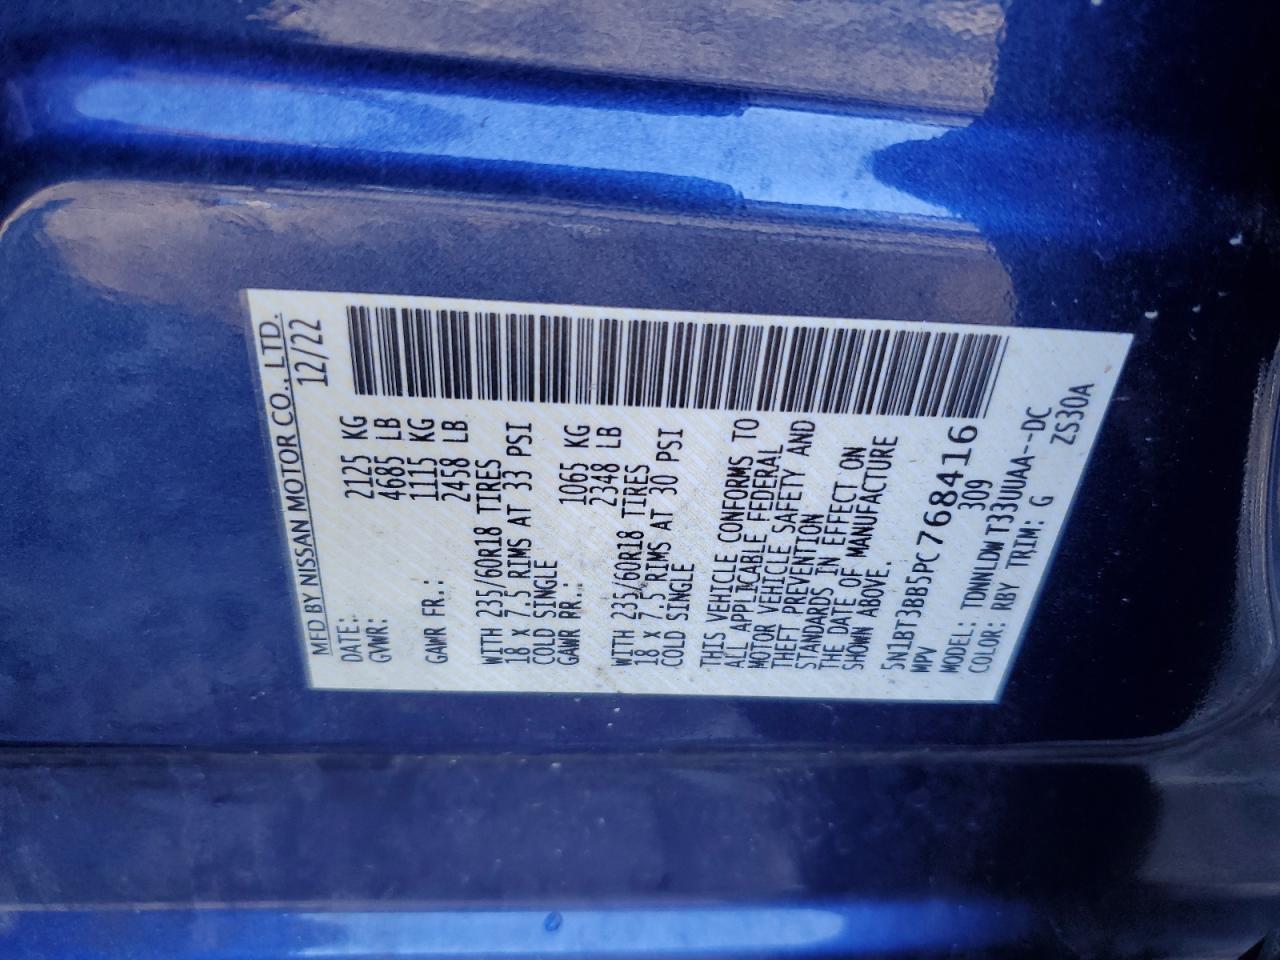 MFD BY NISSAN MOTOR CO., LTD.
DATE: 12/22
GVWR: 2125 KG
4685 LB
GAWR FR.: 1115 KG
2458 LB
WITH 235/60R18 TIRES
18 X 7.5 RIMS AT 33 PSI
COLD SINGLE
GAWR RR.: 1065 KG
2348 LB
WITH 235/60R18 TIRES
18 X 7.5 RIMS AT 30 PSI
COLD SINGLE
THIS VEHICLE CONFORMS TO
ALL APPLICABLE FEDERAL
MOTOR VEHICLE SAFETY AND
THEFT PREVENTION
STANDARDS IN EFFECT ON
THE DATE OF MANUFACTURE
SHOWN ABOVE.
5N1BT3BB5PC768416
MPV 309
MODEL: TDNNLDW T33UUAA--DC
COLOR: RBY TRIM: G ZS30A